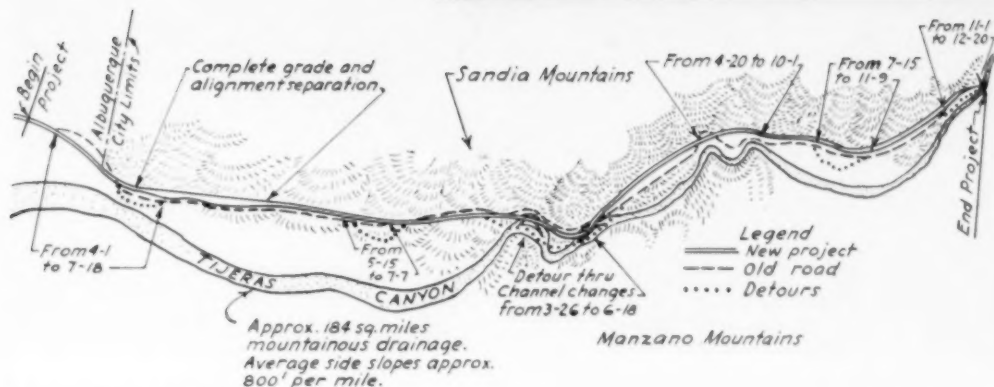 Begin
Project
Albuquerque
City Limits
Complete grade and
alignment separation
Sandia Mountains
From 4-20 to 10-1
From 7-15
to 11-9
From 11-1
to 12-20
End Project
From 4-1
to 7-18
TIJERAS
CANYON
From
5-15
to 7-7
Detour thru
Channel changes
From 3-26 to 6-18
Legend
New project
Old road
Detours
Approx. 184 sq. miles
mountainous drainage.
Average side slopes approx.
800' per mile.
Manzano Mountains